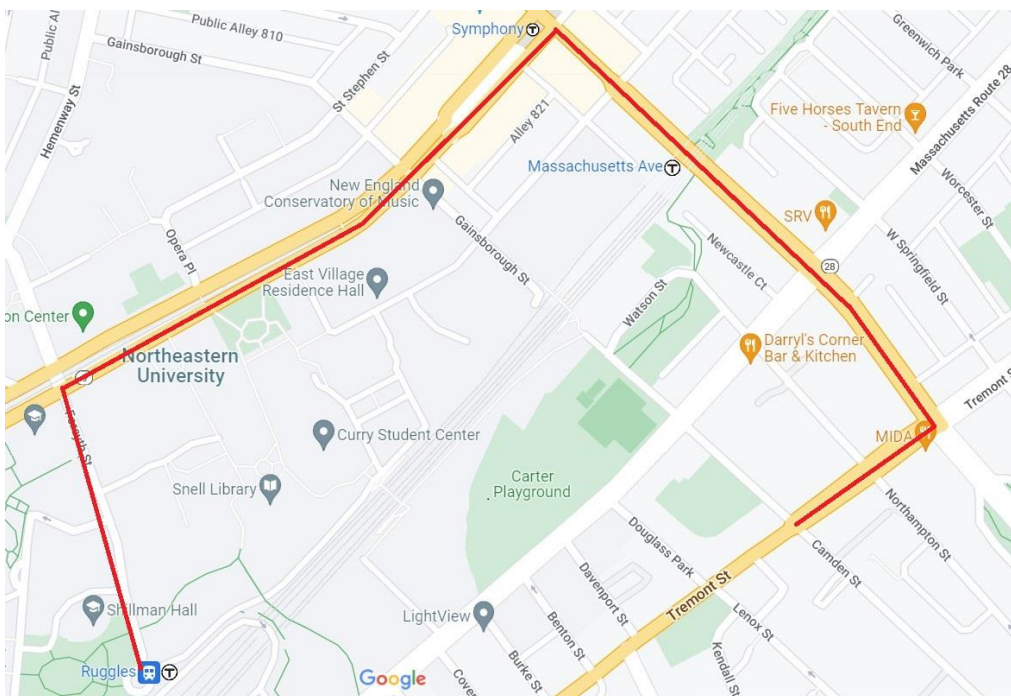 Public Al
Public Alley 810
Gainsborough St
Hemenway St
St Stephen St
Symphony
Alley 821
Greenwich Park
Massachusetts Route 28
Five Horses Tavern
- South End
Massachusetts Ave
Worcester St
New England
Conservatory of Music
Gainsborough St
SRV
W Springfield St
Opera Pl
Newcastle Ct
28
East Village
Residence Hall
Watson St
on Center
Darryl's Corner
Bar & Kitchen
Northeastern
University
Tremont S
Forsyth St
Curry Student Center
MIDA
Carter
Playground
Snell Library
Northampton St
Douglass Park
Camden St
Davenport St
Tremont St
Shillman Hall
LightView
Benton St
Lenox St
Kendall St
Burke St
Cove
Ruggles
Google